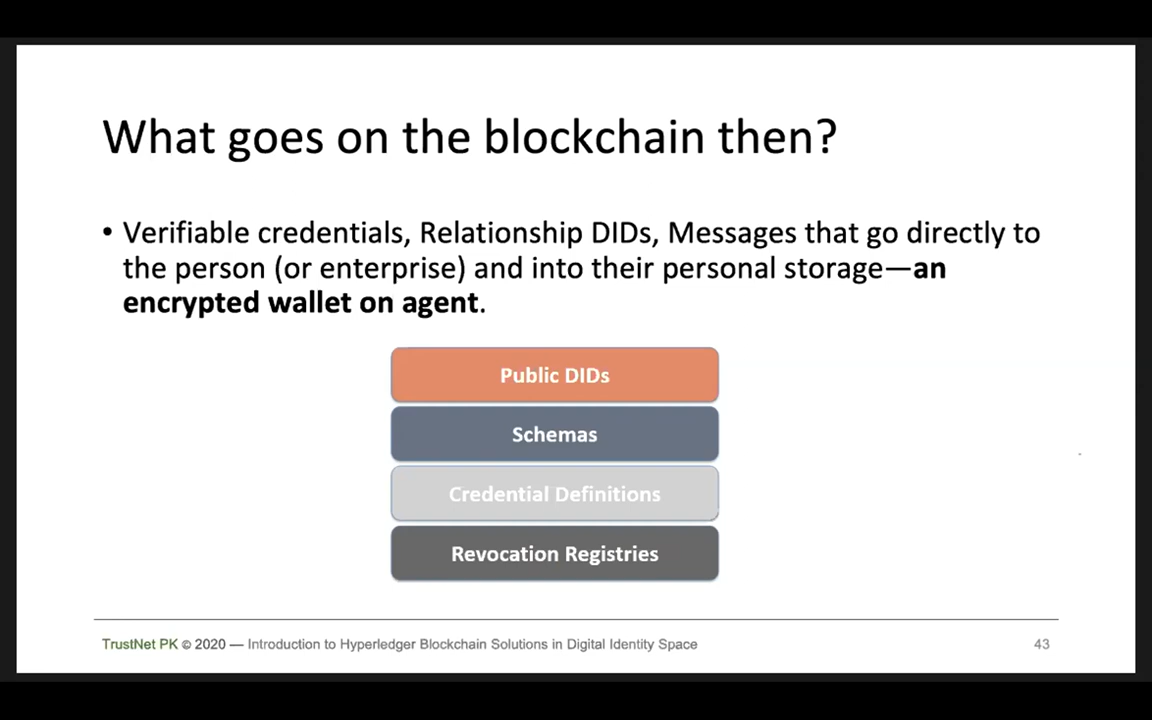 What goes on the blockchain then?
• Verifiable credentials, Relationship DIDs, Messages that go directly to
the person (or enterprise) and into their personal storage—an
encrypted wallet on agent.
Public DIDs
Schemas
Credential Definitions
Revocation Registries
TrustNet PK © 2020 — Introduction to Hyperledger Blockchain Solutions in Digital Identity Space 43